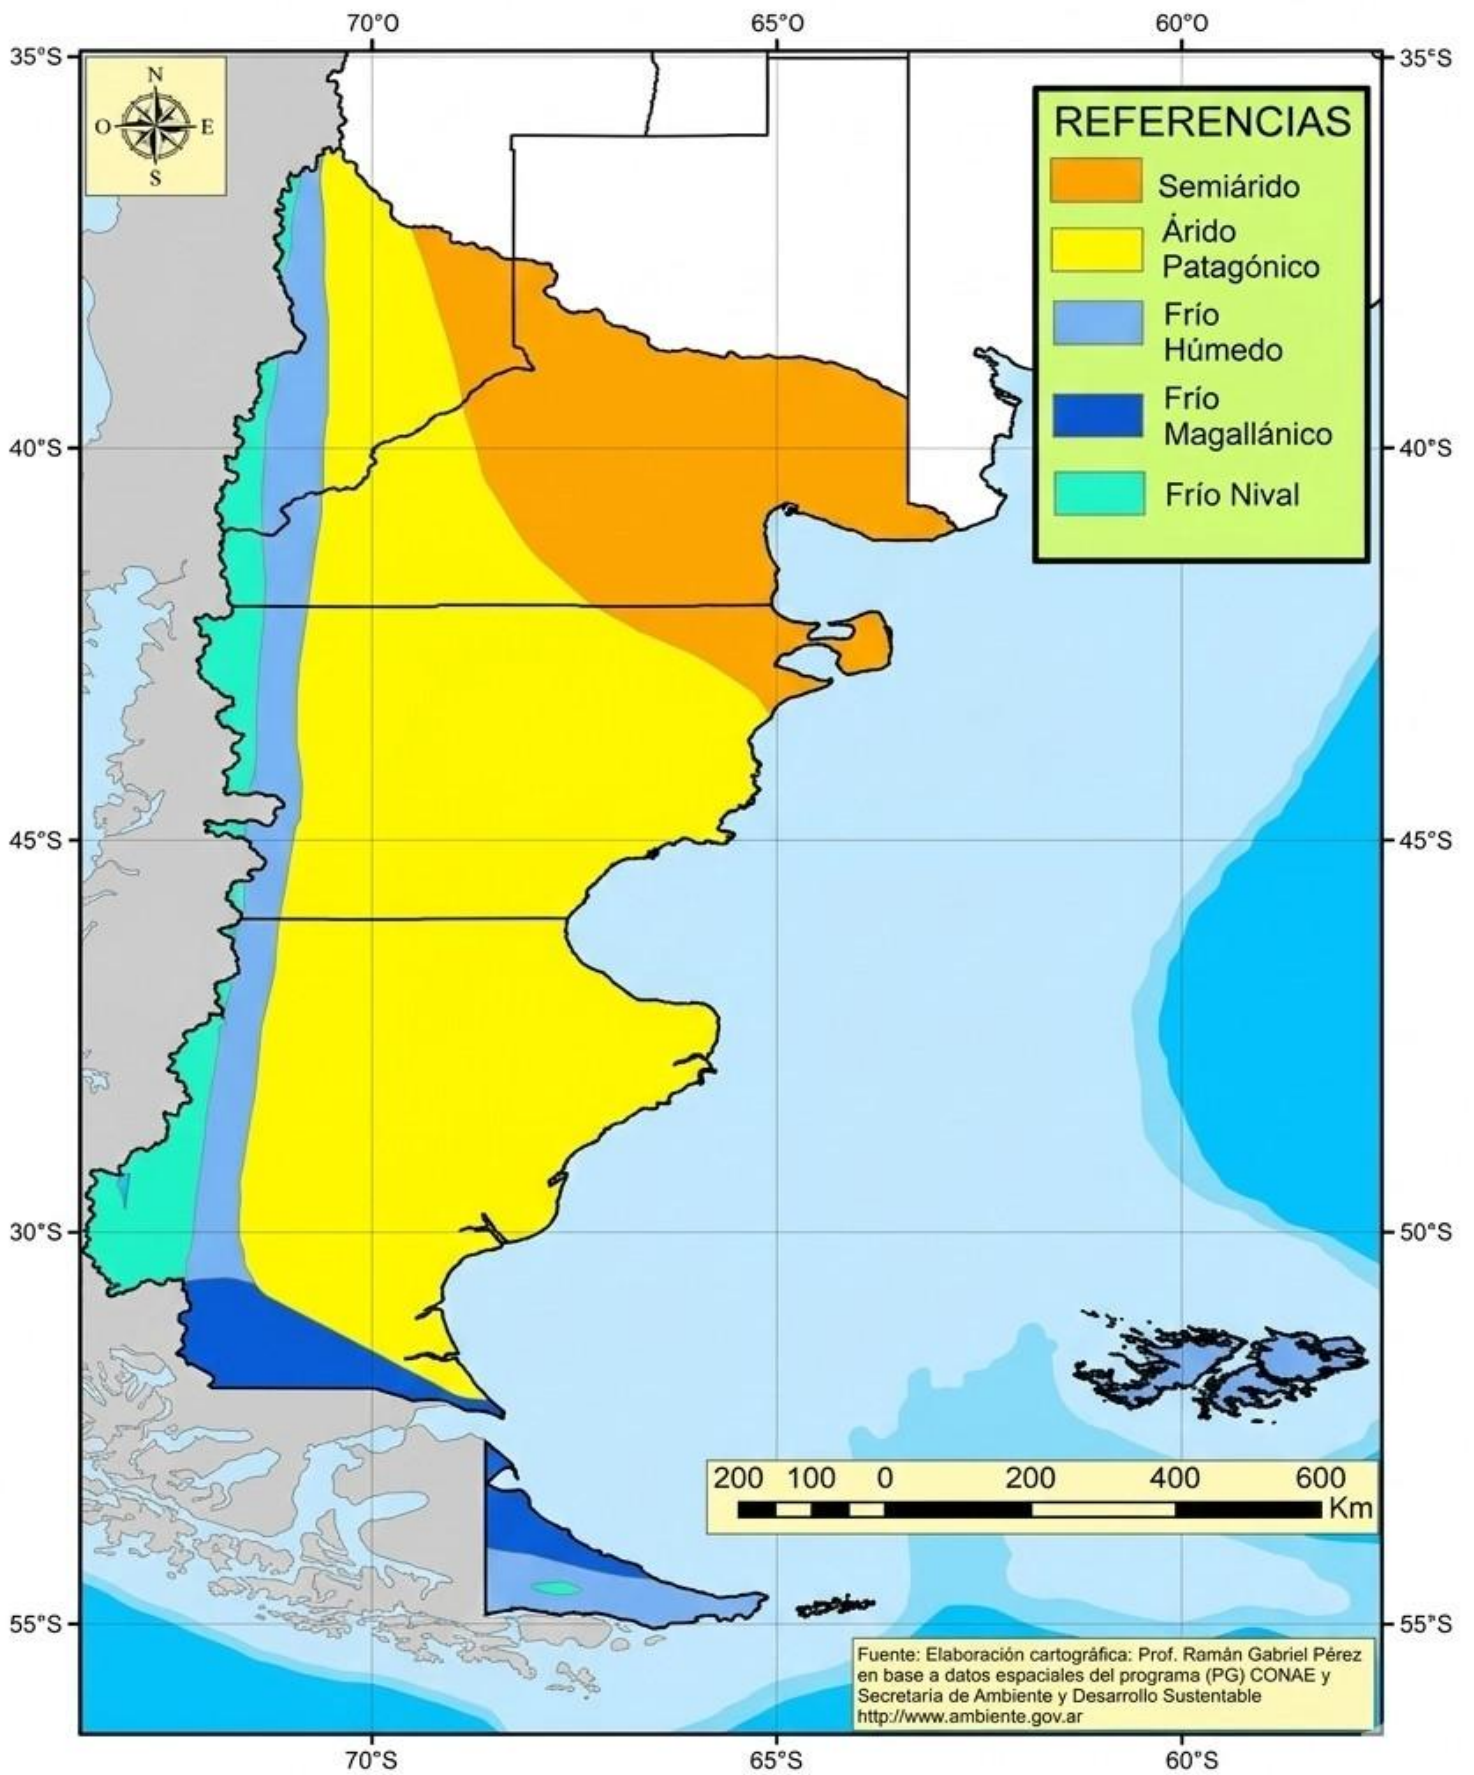 70°O 65°O 60°O
35°S 35°S
N
O E
S
REFERENCIAS
Semiárido
Árido
Patagónico
Frío
Húmedo
Frío
Magallánico
Frío Nival
40°S 40°S
45°S 45°S
30°S 50°S
200 100 0 200 400 600
Km
55°S 55°S
Fuente: Elaboración cartográfica: Prof. Ramán Gabriel Pérez
en base a datos espaciales del programa (PG) CONAE y
Secretaria de Ambiente y Desarrollo Sustentable
http://www.ambiente.gov.ar
70°S 65°S 60°S